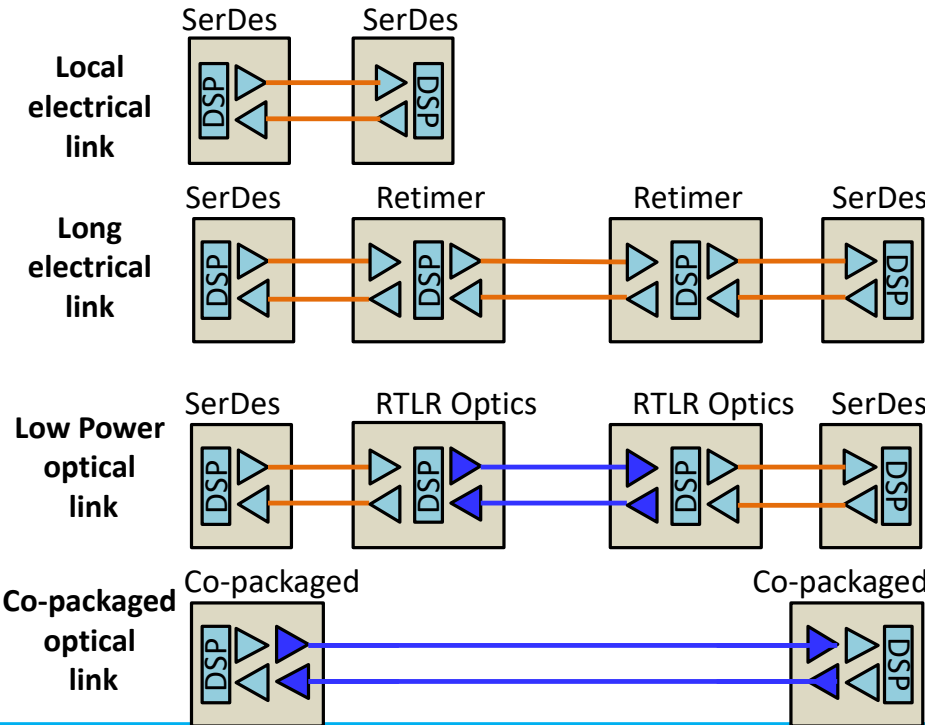 SerDes SerDes
Local
electrical
link
DSP DSP
SerDes Retimer Retimer SerDes
Long
electrical
link
DSP DSP DSP DSP
SerDes RTLR Optics RTLR Optics SerDes
Low Power
optical
link
DSP DSP DSP DSP
Co-packaged Co-packaged
Co-packaged
optical
link
DSP DSP